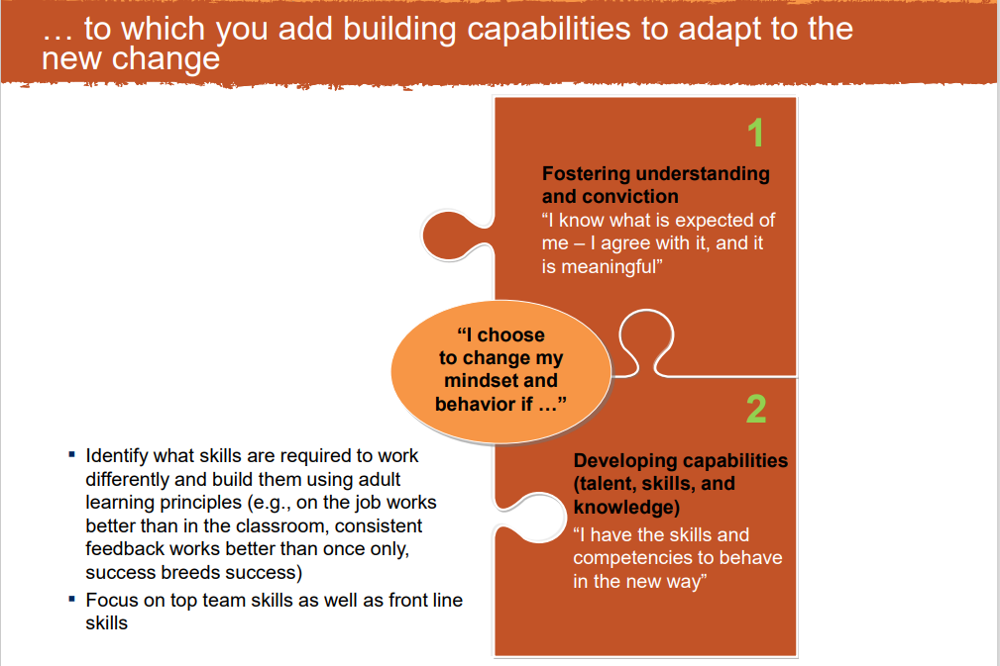 … to which you add building capabilities to adapt to the
new change
1
Fostering understanding
and conviction
“I know what is expected of
me – I agree with it, and it
is meaningful”
“I choose
to change my
mindset and
behavior if …”
2
Developing capabilities
(talent, skills, and
knowledge)
“I have the skills and
competencies to behave
in the new way”
▪ Identify what skills are required to work
differently and build them using adult
learning principles (e.g., on the job works
better than in the classroom, consistent
feedback works better than once only,
success breeds success)
▪ Focus on top team skills as well as front line
skills